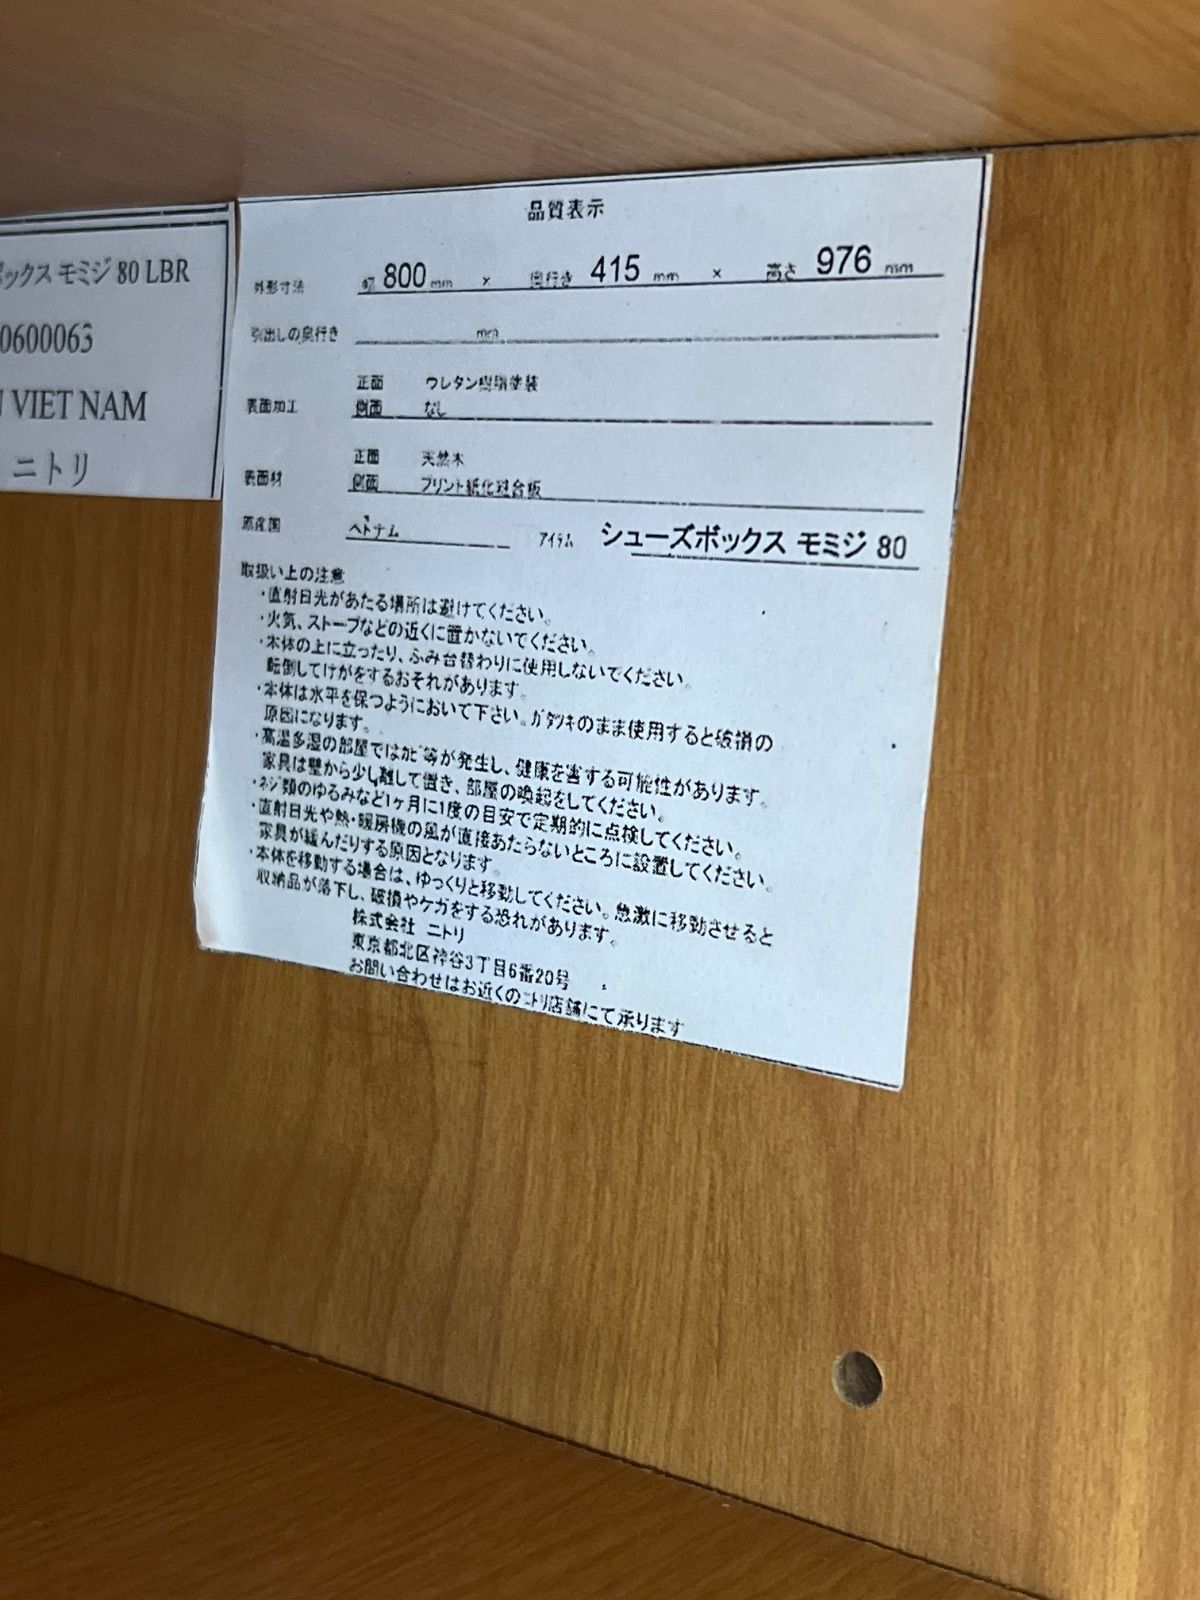 ボックス モミジ 80 LBR
0600063
VIET NAM
ニトリ
品質表示
外形寸法 幅 800 mm × 奥行き 415 mm × 高さ 976 mm
引出しの奥行き mm
表面加工 正面 ウレタン樹脂塗装
側面 なし
表面材 正面 天然木
側面 プリント紙化粧合板
原産国 ベトナム アイテム シューズボックス モミジ 80
取扱い上の注意
・直射日光があたる場所は避けてください。
・火気、ストーブなどの近くに置かないでください。
・本体の上に立ったり、ふみ台替わりに使用しないでください。
転倒してけがをするおそれがあります。
・本体は水平を保つようにおいて下さい。ガタツキのまま使用すると破損の
原因になります。
・高温多湿の部屋ではカビ等が発生し、健康を害する可能性があります。
家具は壁から少し離して置き、部屋の喚起をしてください。
・ネジ類のゆるみなど1ヶ月に1度の目安で定期的に点検してください。
・直射日光や熱・暖房機の風が直接あたらないところに設置してください。
家具が緩んだりする原因となります。
・本体を移動する場合は、ゆっくりと移動してください。急激に移動させると
収納品が落下し、破損やケガをする恐れがあります。
株式会社 ニトリ
東京都北区神谷3丁目6番20号
お問い合わせはお近くのニトリ店舗にて承ります